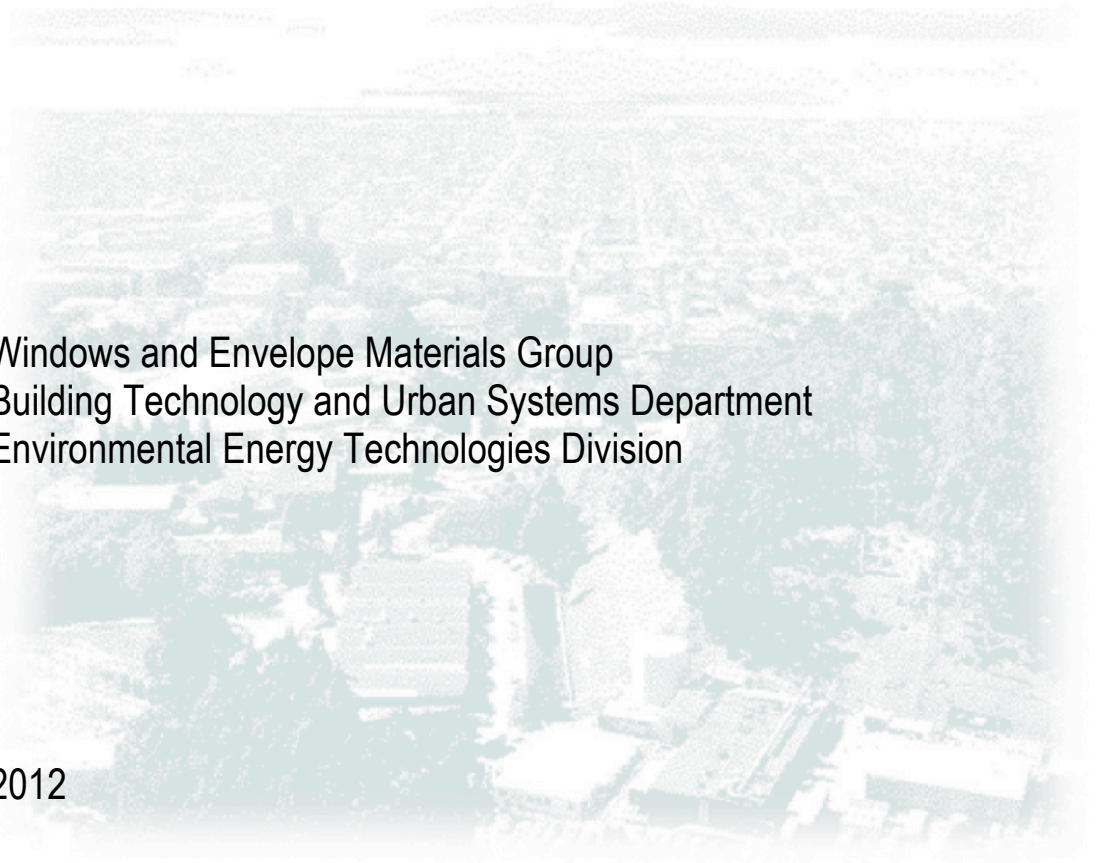 Windows and Envelope Materials Group
Building Technology and Urban Systems Department
Environmental Energy Technologies Division
2012